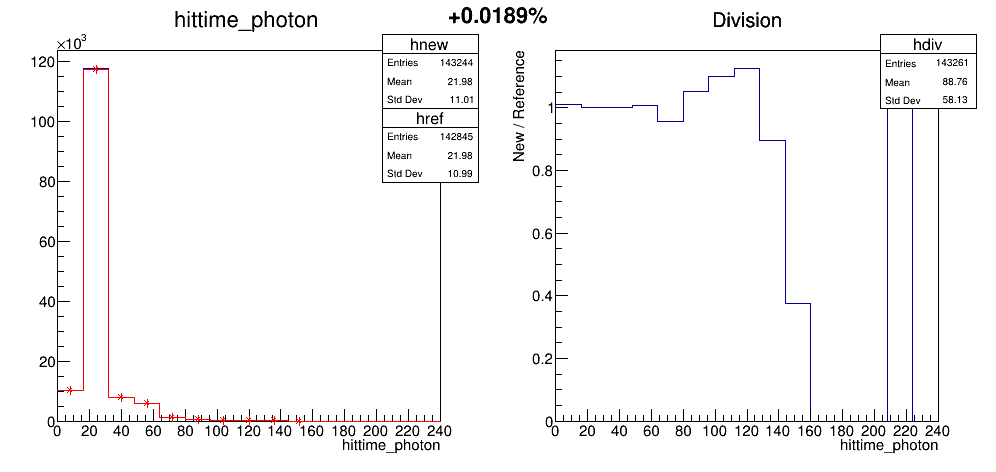 +0.0189%
hittime_photon
×10³
120
100
80
60
40
20
0
0 20 40 60 80 100 120 140 160 180 200 220 240
hittime_photon
hnew
Entries 143244
Mean 21.98
Std Dev 11.01
href
Entries 142845
Mean 21.98
Std Dev 10.99
Division
New / Reference
1
0.8
0.6
0.4
0.2
0
0 20 40 60 80 100 120 140 160 180 200 220 240
hittime_photon
hdiv
Entries 143261
Mean 88.76
Std Dev 58.13